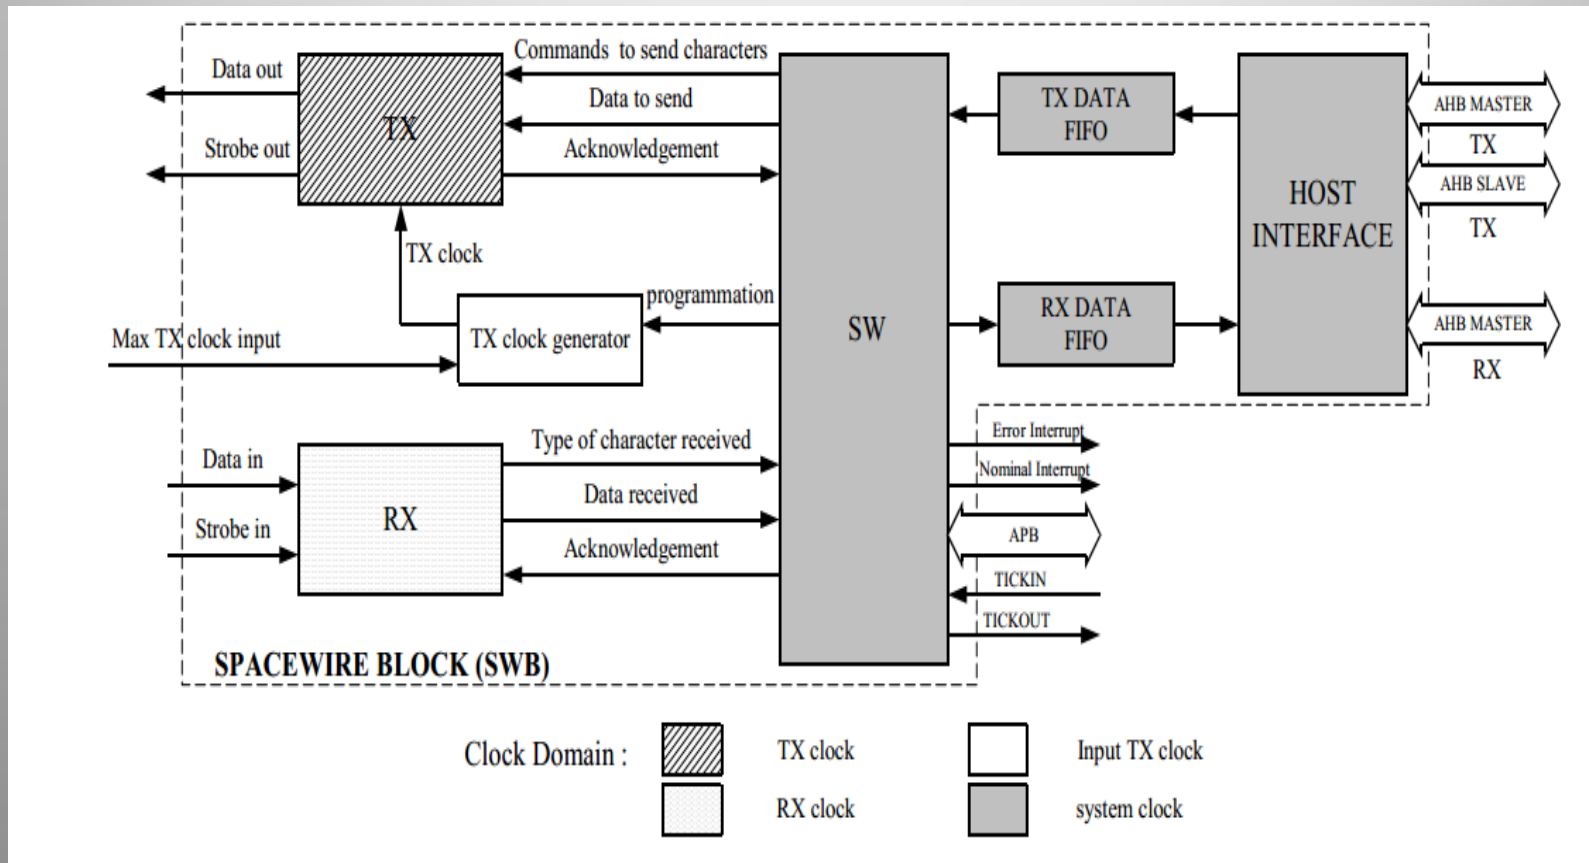 Commands to send characters
Data out
TX
Data to send
Strobe out
Acknowledgement
TX DATA
FIFO
HOST
INTERFACE
AHB MASTER
TX
AHB SLAVE
TX
TX clock
programmation
Max TX clock input
TX clock generator
SW
RX DATA
FIFO
AHB MASTER
RX
Data in
Strobe in
RX
Type of character received
Data received
Acknowledgement
Error Interrupt
Nominal Interrupt
APB
TICKIN
TICKOUT
SPACEWIRE BLOCK (SWB)
Clock Domain :
TX clock
Input TX clock
RX clock
system clock